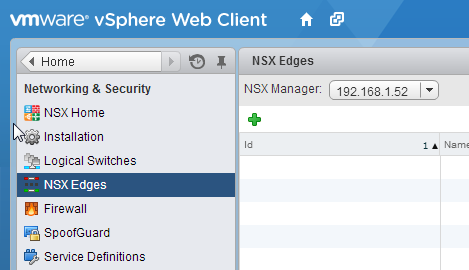 vmware® vSphere Web Client
Home
Networking & Security
NSX Home
Installation
Logical Switches
NSX Edges
Firewall
SpoofGuard
Service Definitions
NSX Edges
NSX Manager: 192.168.1.52
Id 1 Name